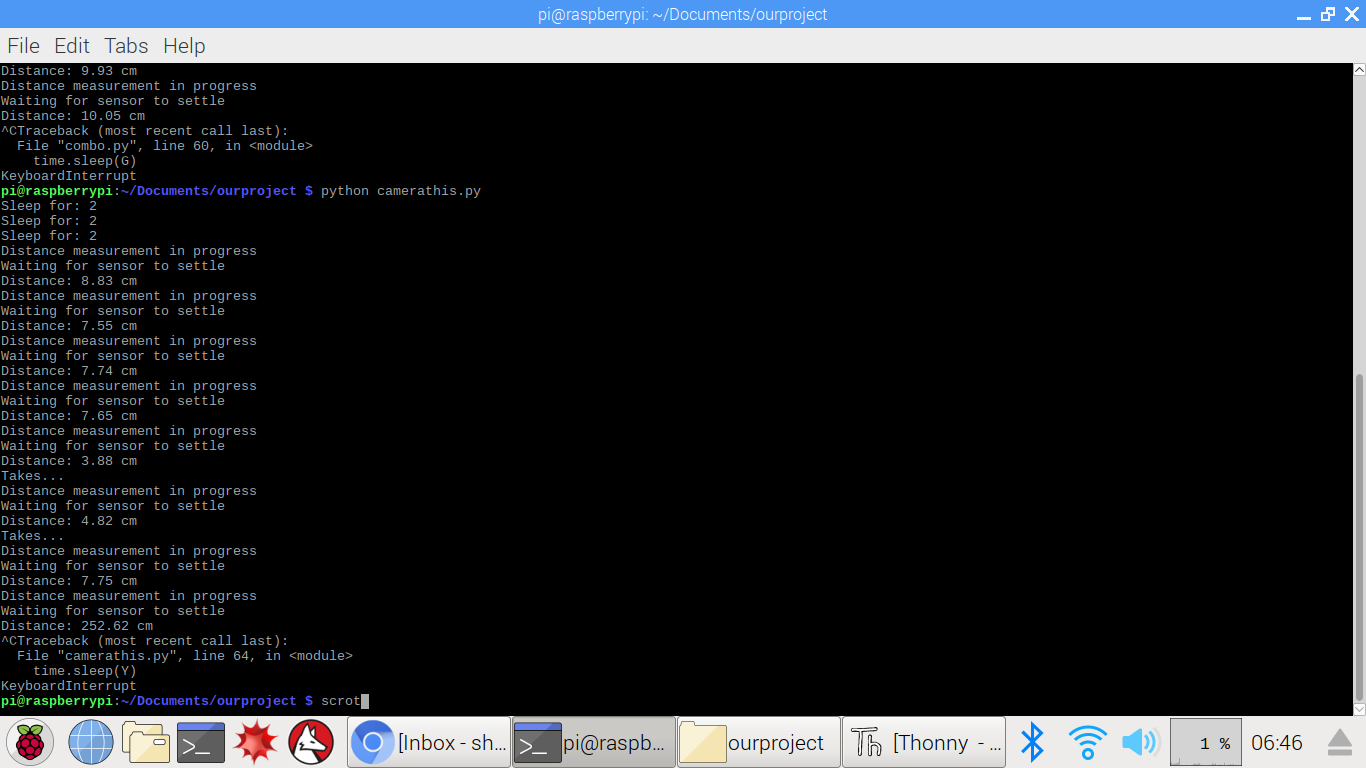 pi@raspberrypi: ~/Documents/ourproject
File Edit Tabs Help
Distance: 9.93 cm
Distance measurement in progress
Waiting for sensor to settle
Distance: 10.05 cm
^CTraceback (most recent call last):
  File "combo.py", line 60, in <module>
    time.sleep(G)
KeyboardInterrupt
pi@raspberrypi:~/Documents/ourproject $ python camerathis.py
Sleep for: 2
Sleep for: 2
Sleep for: 2
Distance measurement in progress
Waiting for sensor to settle
Distance: 8.83 cm
Distance measurement in progress
Waiting for sensor to settle
Distance: 7.55 cm
Distance measurement in progress
Waiting for sensor to settle
Distance: 7.74 cm
Distance measurement in progress
Waiting for sensor to settle
Distance: 7.65 cm
Distance measurement in progress
Waiting for sensor to settle
Distance: 3.88 cm
Takes...
Distance measurement in progress
Waiting for sensor to settle
Distance: 4.82 cm
Takes...
Distance measurement in progress
Waiting for sensor to settle
Distance: 7.75 cm
Distance measurement in progress
Waiting for sensor to settle
Distance: 252.62 cm
^CTraceback (most recent call last):
  File "camerathis.py", line 64, in <module>
    time.sleep(Y)
KeyboardInterrupt
pi@raspberrypi:~/Documents/ourproject $ scrot
>_ [Inbox - sh... >_ pi@raspb... ourproject Th [Thonny - ... 1 % 06:46